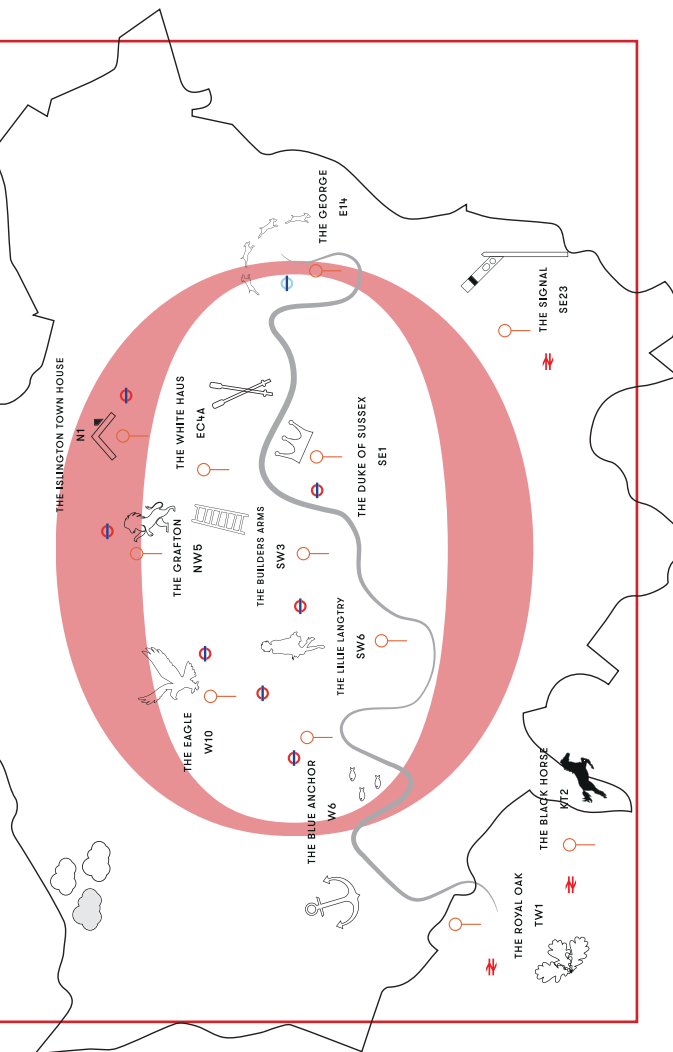 THE ISLINGTON TOWN HOUSE
N1
THE GRAFTON
NW5
THE EAGLE
W10
THE WHITE HAUS
EC4A
THE BUILDERS ARMS
SW3
THE BLUE ANCHOR
W6
THE GEORGE
E14
THE LILLIE LANGTRY
SW6
THE DUKE OF SUSSEX
SE1
THE ROYAL OAK
TW1
THE BLACK HORSE
KT2
THE SIGNAL
SE23